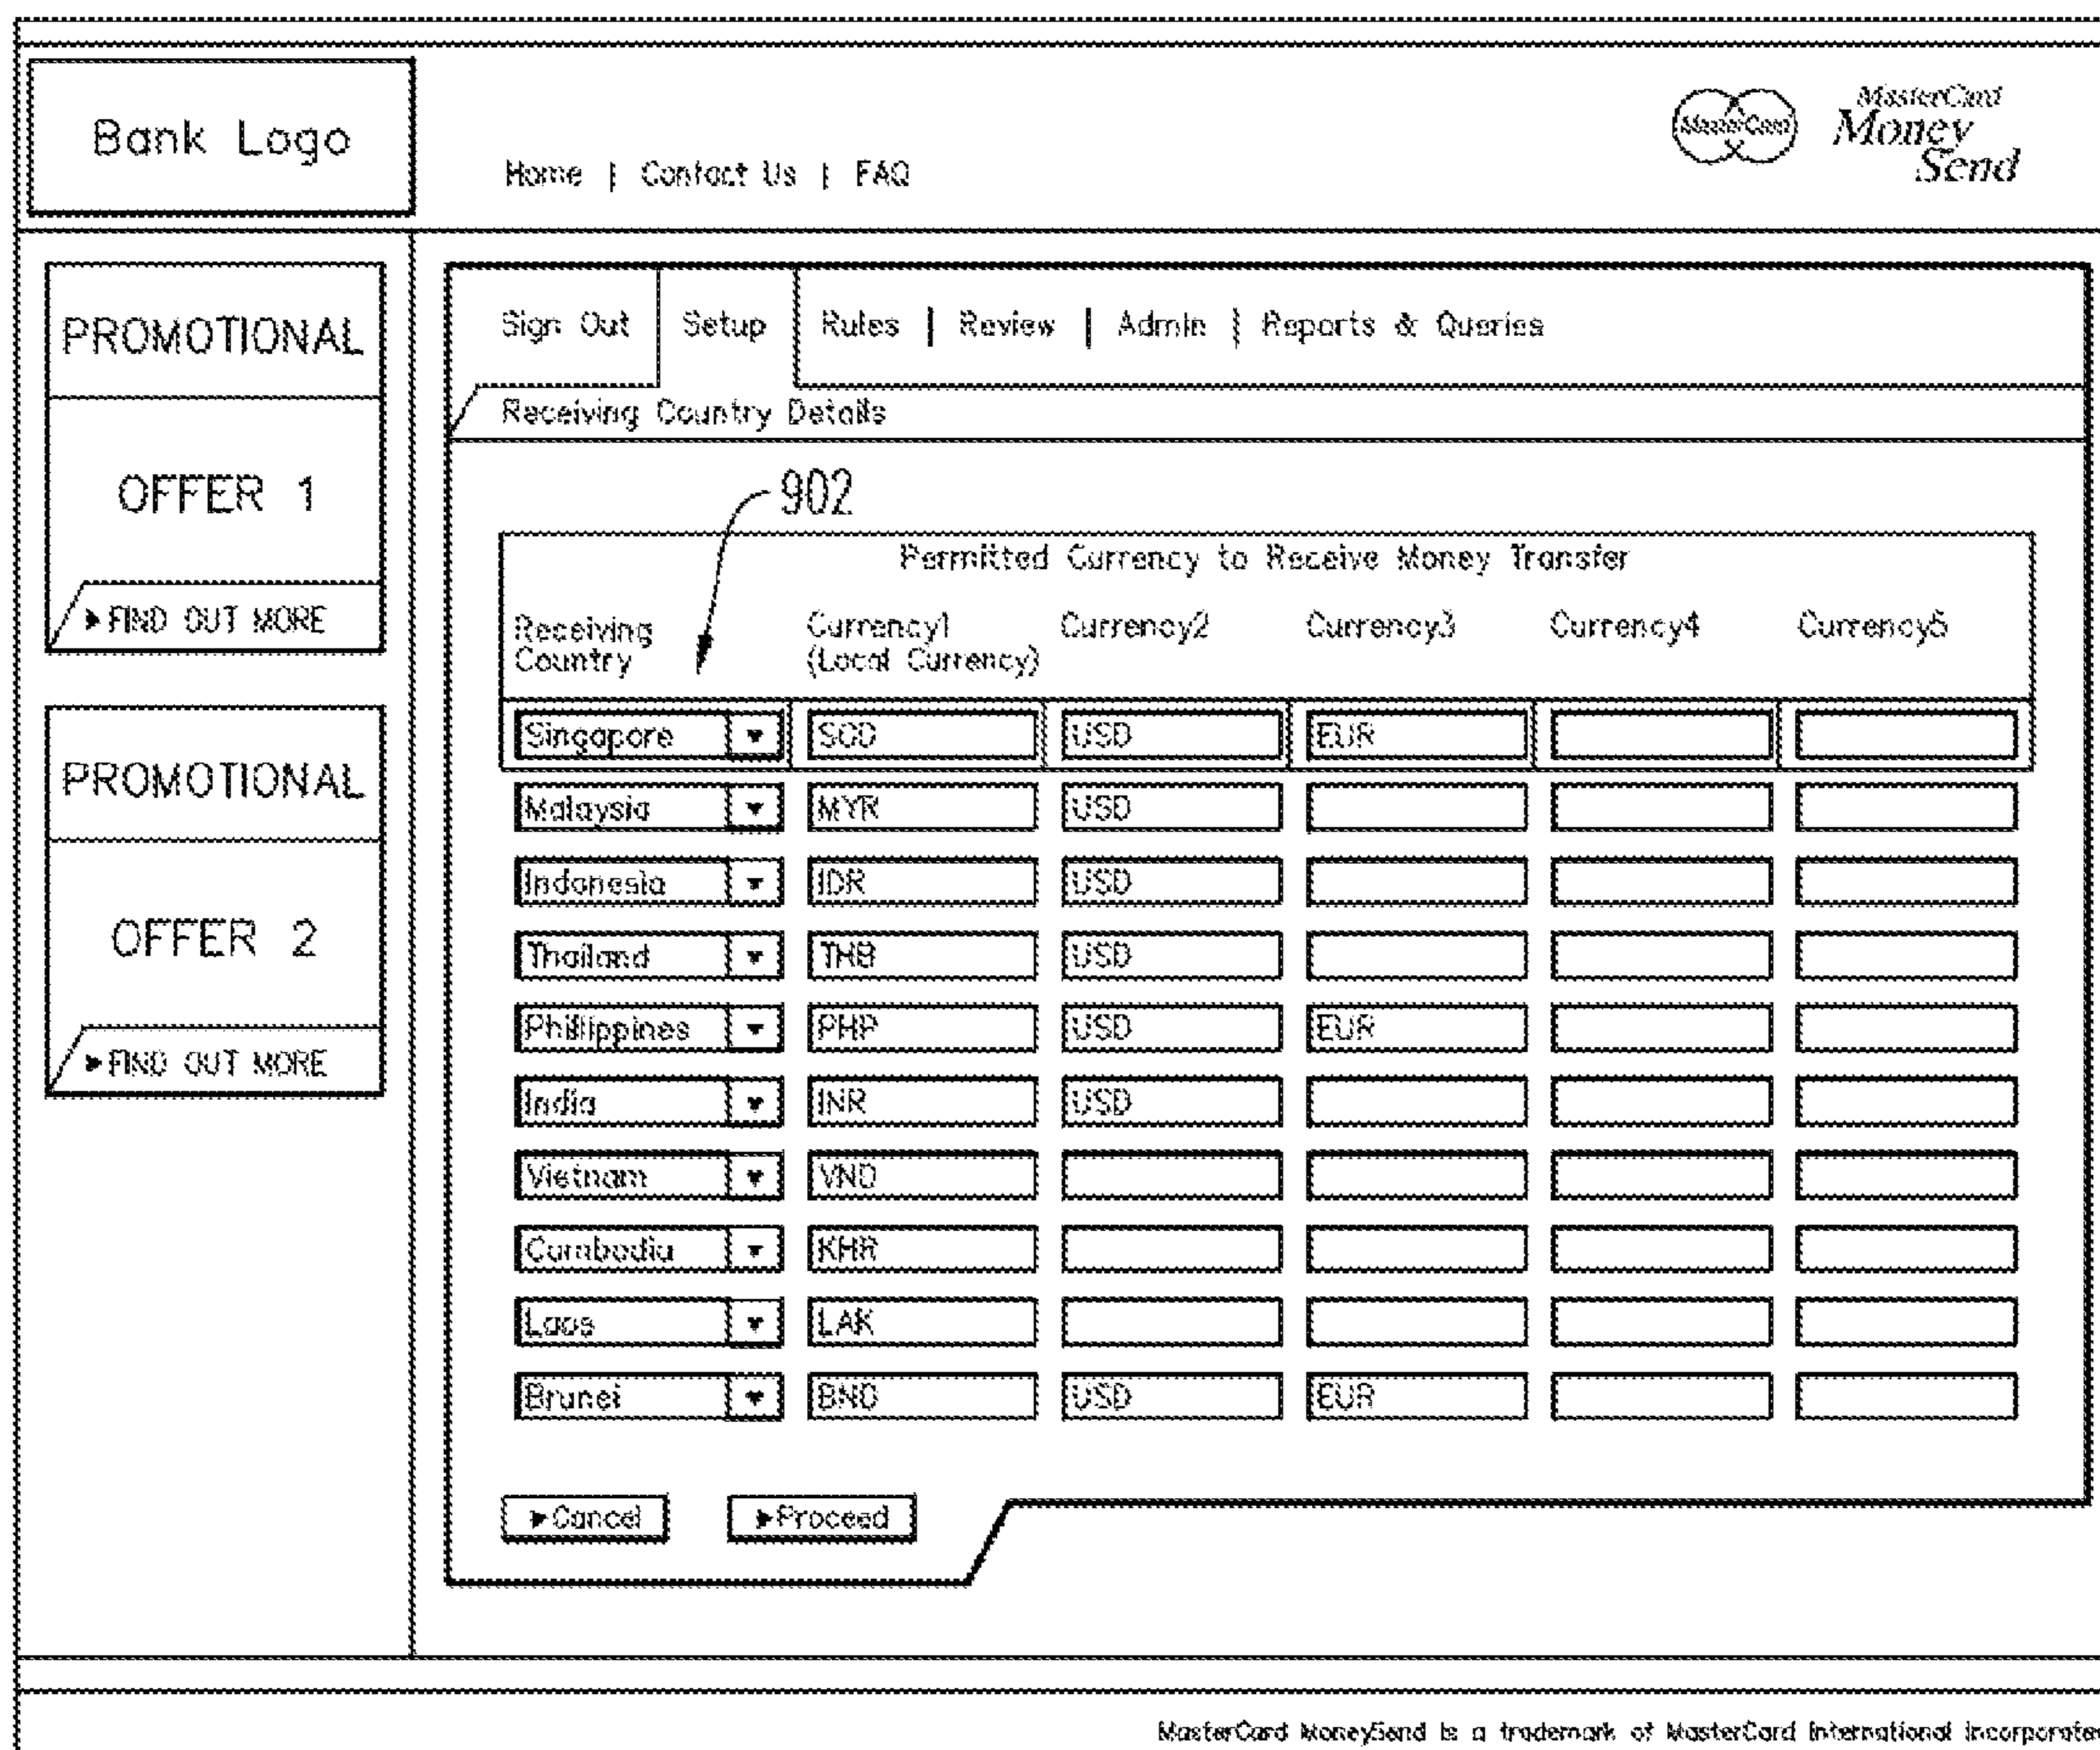 Bank Logo
Home | Contact Us | FAQ
MasterCard
MasterCard
Money
Send
PROMOTIONAL
OFFER 1
►FIND OUT MORE
PROMOTIONAL
OFFER 2
►FIND OUT MORE
Sign Out | Setup | Rules | Review | Admin | Reports & Queries
Receiving Country Details
902
Permitted Currency to Receive Money Transfer
Receiving Country Currency1 (Local Currency) Currency2 Currency3 Currency4 Currency5
Singapore ▼ SGD USD EUR
Malaysia ▼ MYR USD
Indonesia ▼ IDR USD
Thailand ▼ THB USD
Phillippines ▼ PHP USD EUR
India ▼ INR USD
Vietnam ▼ VND
Cambodia ▼ KHR
Laos ▼ LAK
Brunei ▼ BND USD EUR
►Cancel ►Proceed
MasterCard MoneySend is a trademark of MasterCard International Incorporated